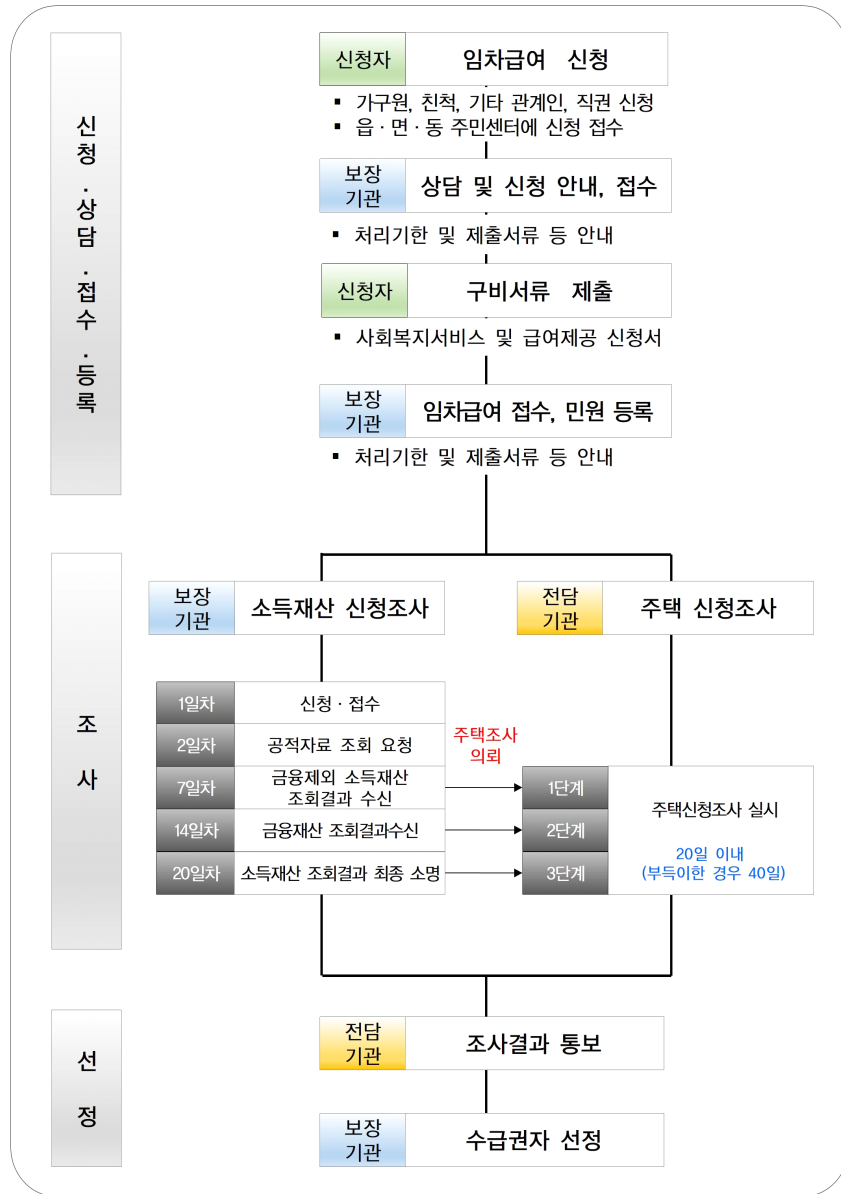 신청·상담·접수·등록
신청자
임차급여 신청
▪ 가구원, 친척, 기타 관계인, 직권 신청
▪ 읍·면·동 주민센터에 신청 접수
보장
기관
상담 및 신청 안내, 접수
▪ 처리기한 및 제출서류 등 안내
신청자
구비서류 제출
▪ 사회복지서비스 및 급여제공 신청서
보장
기관
임차급여 접수, 민원 등록
▪ 처리기한 및 제출서류 등 안내
조사
보장
기관
소득재산 신청조사
전담
기관
주택 신청조사
1일차
신청·접수
2일차
공적자료 조회 요청
7일차
금융제외 소득재산
조회결과 수신
14일차
금융재산 조회결과수신
20일차
소득재산 조회결과 최종 소명
주택조사
의뢰
1단계
2단계
3단계
주택신청조사 실시
20일 이내
(부득이한 경우 40일)
선정
전담
기관
조사결과 통보
보장
기관
수급권자 선정